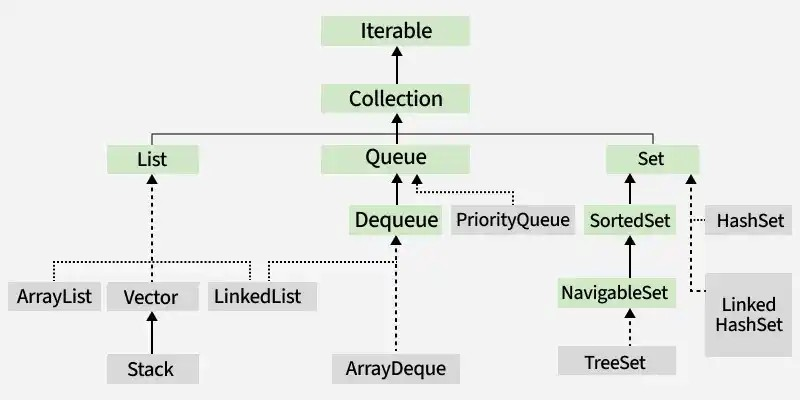 Iterable
Collection
List
Queue
Set
Dequeue
PriorityQueue
SortedSet
HashSet
ArrayList
Vector
LinkedList
NavigableSet
Linked
HashSet
Stack
ArrayDeque
TreeSet